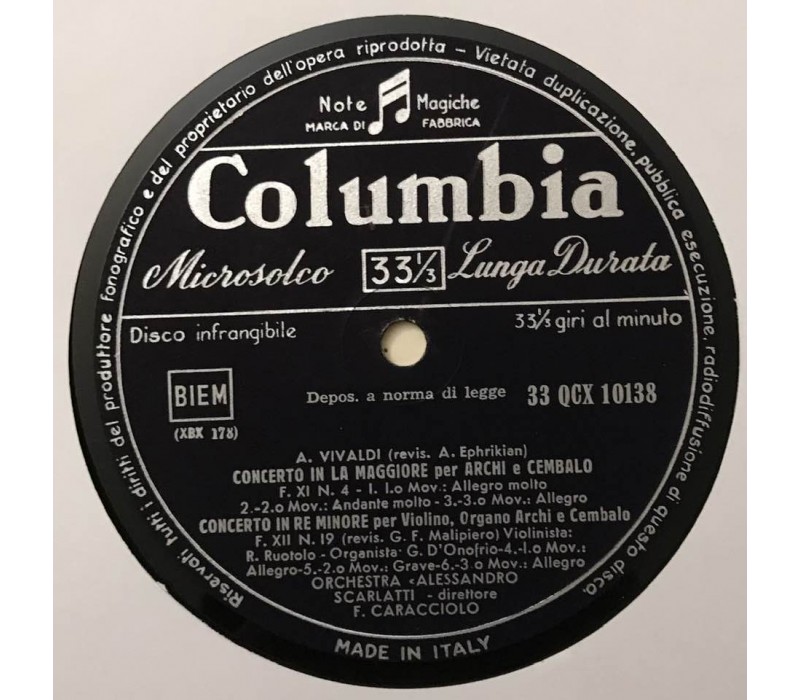 Riservati tutti i diritti del produttore fonografico e del proprietario dell'opera riprodotta - Vietata duplicazione, pubblica esecuzione, radiodiffusione di questo disco.
Note Magiche
MARCA DI FABBRICA
Columbia
Microsolco 33⅓ Lunga Durata
Disco infrangibile 33⅓ giri al minuto
BIEM Depos. a norma di legge 33 QCX 10138
(XBX 178)
A. VIVALDI (revis. A. Ephrikian)
CONCERTO IN LA MAGGIORE per ARCHI e CEMBALO
F. XI N. 4 - 1. I.o Mov.: Allegro molto
2.-2.o Mov.: Andante molto - 3.-3.o Mov.: Allegro
CONCERTO IN RE MINORE per Violino, Organo Archi e Cembalo
F. XII N. 19 (revis. G. F. Malipiero) Violinista:
R. Ruotolo - Organista: G. D'Onofrio-4.-I.o Mov.:
Allegro-5.-2.o Mov.: Grave-6.-3.o Mov.: Allegro
ORCHESTRA «ALESSANDRO
SCARLATTI - direttore
F. CARACCIOLO
MADE IN ITALY